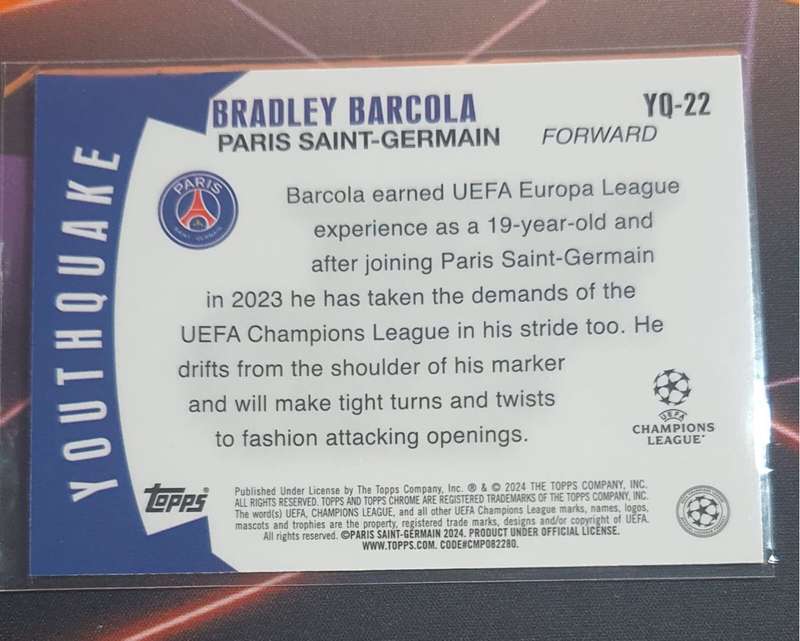 BRADLEY BARCOLA
YQ-22
PARIS SAINT-GERMAIN
FORWARD
YOUTHQUAKE
PARIS
SAINT-GERMAIN
Barcola earned UEFA Europa League
experience as a 19-year-old and
after joining Paris Saint-Germain
in 2023 he has taken the demands of the
UEFA Champions League in his stride too. He
drifts from the shoulder of his marker
and will make tight turns and twists
to fashion attacking openings.
UEFA
CHAMPIONS
LEAGUE®
Topps®
Published Under License by The Topps Company, Inc. ® & © 2024 THE TOPPS COMPANY, INC.
ALL RIGHTS RESERVED. TOPPS AND TOPPS CHROME ARE REGISTERED TRADEMARKS OF THE TOPPS COMPANY, INC.
The word(s) UEFA, CHAMPIONS LEAGUE, and all other UEFA Champions League marks, names, logos,
mascots and trophies are the property, registered trade marks, designs and/or copyright of UEFA.
All rights reserved. ©PARIS SAINT-GERMAIN 2024. PRODUCT UNDER OFFICIAL LICENSE.
WWW.TOPPS.COM. CODE#CMP082280.